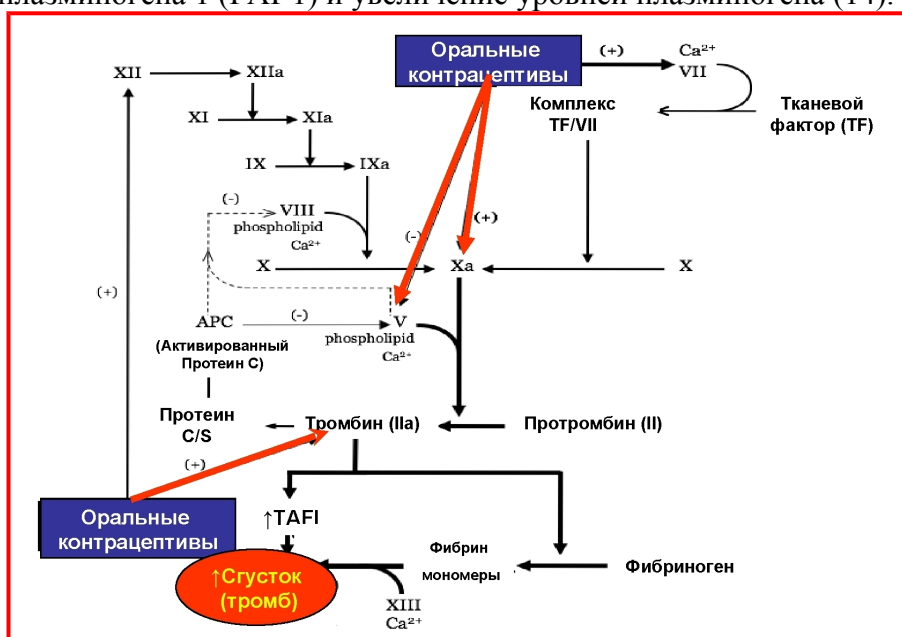 плазминогена 1 (PAI-1) и увеличение уровней плазминогена (14).
Оральные
контрацептивы
(+)
Ca²⁺
VII
XII
XIIa
Комплекс
TF/VII
Тканевой
фактор (TF)
XI
XIa
IX
IXa
(-)
VIII
phospholipid
Ca²⁺
(-)
(+)
X
Xa
X
(+)
APC
(-)
V
phospholipid
Ca²⁺
(Активированный
Протеин С)
Протеин
C/S
Тромбин (IIa)
Протромбин (II)
(+)
Оральные
контрацептивы
↑TAFI
↑Сгусток
(тромб)
Фибрин
мономеры
Фибриноген
XIII
Ca²⁺